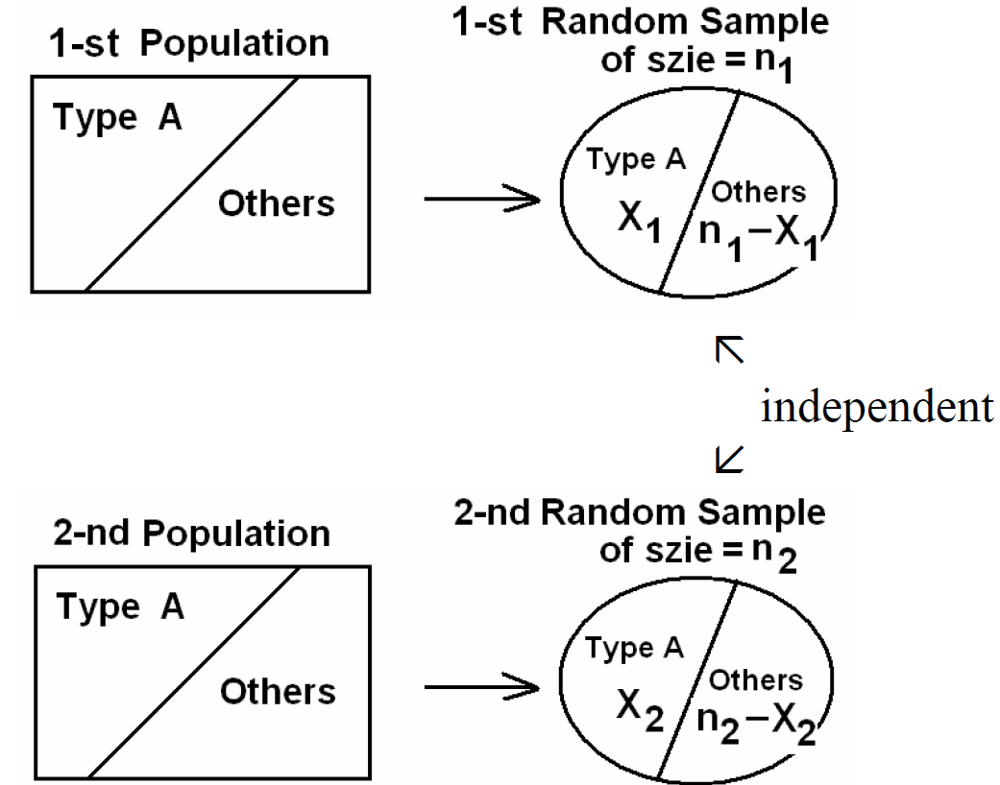 1-st Population
Type A
Others
1-st Random Sample
of szie = n₁
Type A
X₁
Others
n₁−X₁
independent
2-nd Population
Type A
Others
2-nd Random Sample
of szie = n₂
Type A
X₂
Others
n₂−X₂